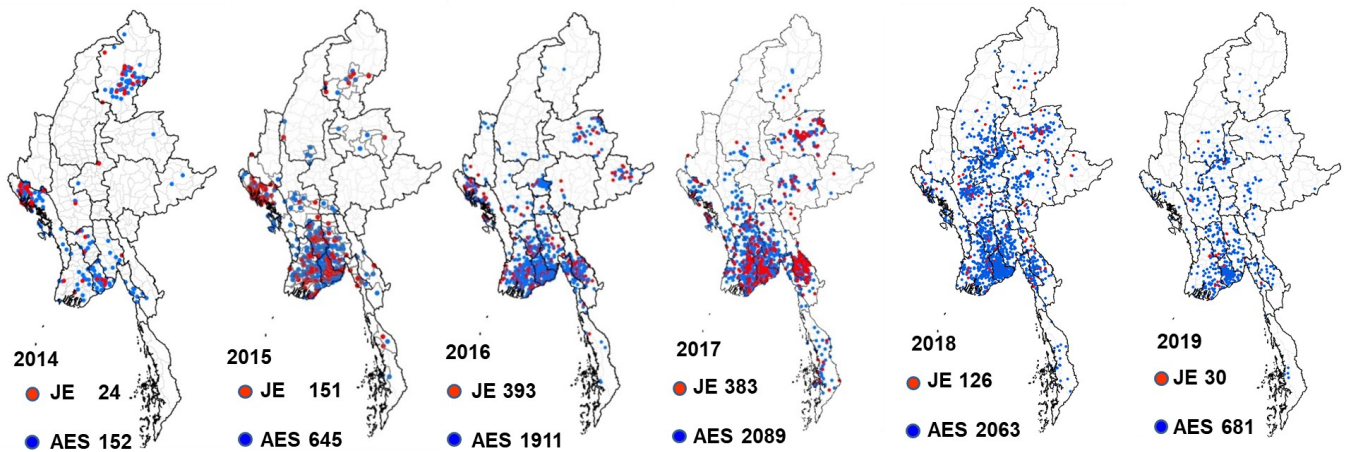 2014
JE 24
AES 152
2015
JE 151
AES 645
2016
JE 393
AES 1911
2017
JE 383
AES 2089
2018
JE 126
AES 2063
2019
JE 30
AES 681